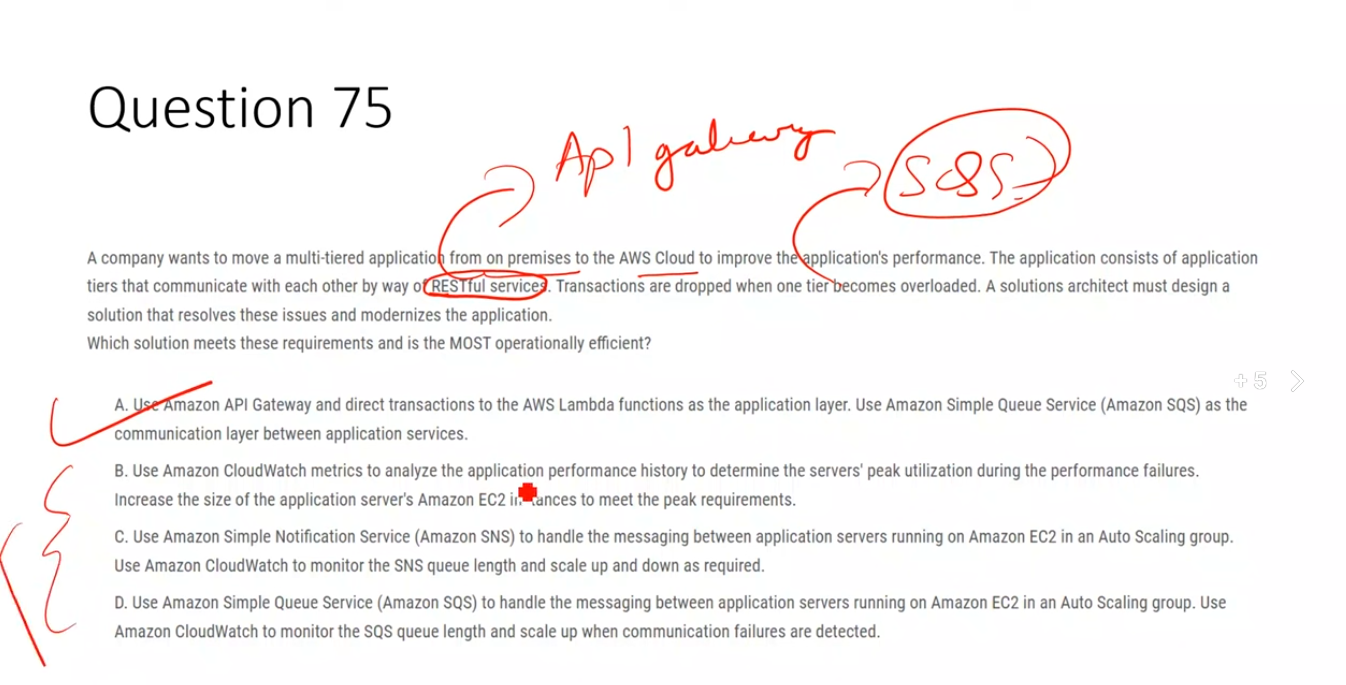 Question 75
Ap1 gateway
SQS
A company wants to move a multi-tiered application from on premises to the AWS Cloud to improve the application's performance. The application consists of application
tiers that communicate with each other by way of RESTful services. Transactions are dropped when one tier becomes overloaded. A solutions architect must design a
solution that resolves these issues and modernizes the application.
Which solution meets these requirements and is the MOST operationally efficient?
+5
A. Use Amazon API Gateway and direct transactions to the AWS Lambda functions as the application layer. Use Amazon Simple Queue Service (Amazon SQS) as the
communication layer between application services.
B. Use Amazon CloudWatch metrics to analyze the application performance history to determine the servers' peak utilization during the performance failures.
Increase the size of the application server's Amazon EC2 instances to meet the peak requirements.
C. Use Amazon Simple Notification Service (Amazon SNS) to handle the messaging between application servers running on Amazon EC2 in an Auto Scaling group.
Use Amazon CloudWatch to monitor the SNS queue length and scale up and down as required.
D. Use Amazon Simple Queue Service (Amazon SQS) to handle the messaging between application servers running on Amazon EC2 in an Auto Scaling group. Use
Amazon CloudWatch to monitor the SQS queue length and scale up when communication failures are detected.